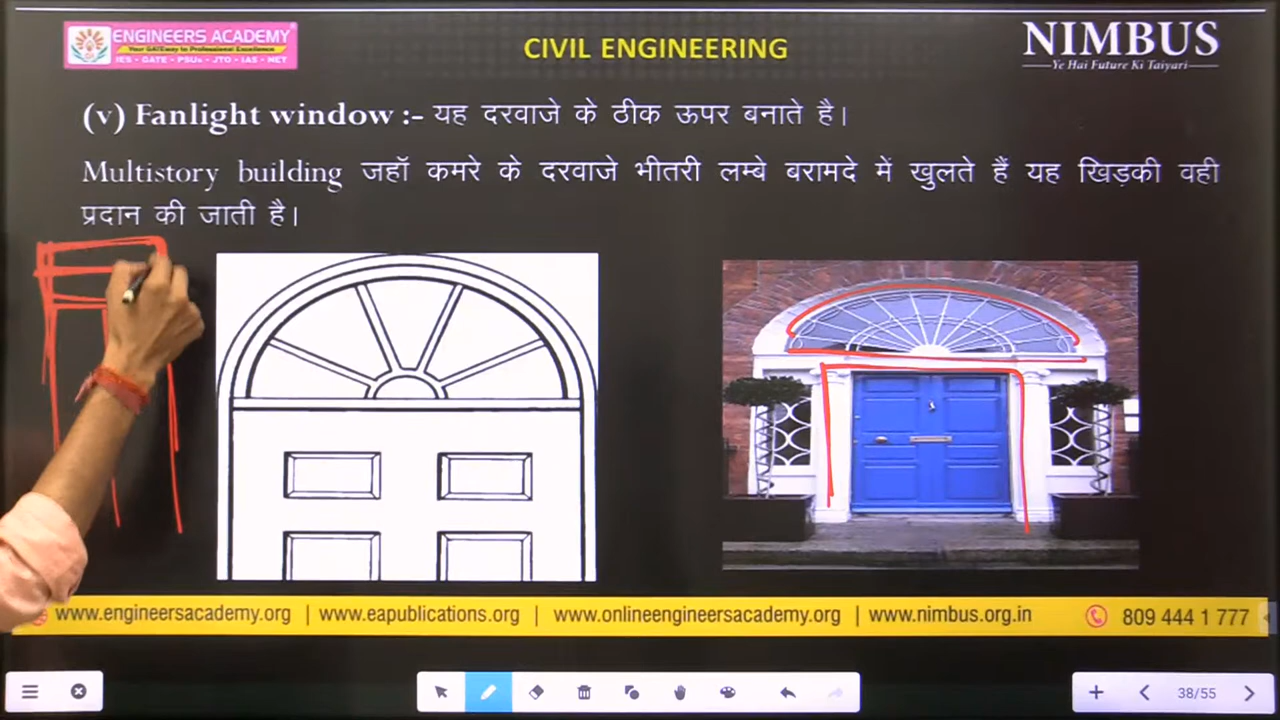 ENGINEERS ACADEMY
Your GATEway to Professional Excellence
IES - GATE - PSUs - JTO - IAS - NET
CIVIL ENGINEERING
NIMBUS
Ye Hai Future Ki Taiyari
(v) Fanlight window :- यह दरवाजे के ठीक ऊपर बनाते है।
Multistory building जहॉ कमरे के दरवाजे भीतरी लम्बे बरामदे में खुलते हैं यह खिड़की वही
प्रदान की जाती है।
www.engineersacademy.org | www.eapublications.org | www.onlineengineersacademy.org | www.nimbus.org.in 809 444 1 777
38/55